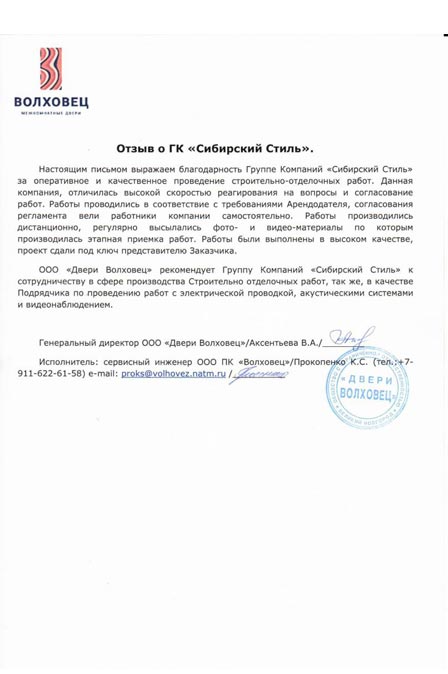 ВОЛХОВЕЦ
МЕЖКОМНАТНЫЕ ДВЕРИ
Отзыв о ГК «Сибирский Стиль».
Настоящим письмом выражаем благодарность Группе Компаний «Сибирский Стиль»
за оперативное и качественное проведение строительно-отделочных работ. Данная
компания, отличилась высокой скоростью реагирования на вопросы и согласование
работ. Работы проводились в соответствие с требованиями Арендодателя, согласования
регламента вели работники компании самостоятельно. Работы производились
дистанционно, регулярно высылались фото- и видео-материалы по которым
производилась этапная приемка работ. Работы были выполнены в высоком качестве,
проект сдали под ключ представителю Заказчика.
ООО «Двери Волховец» рекомендует Группу Компаний «Сибирский Стиль» к
сотрудничеству в сфере производства Строительно отделочных работ, так же, в качестве
Подрядчика по проведению работ с электрической проводкой, акустическими системами
и видеонаблюдением.
Генеральный директор ООО «Двери Волховец»/Аксентьева В.А./
Исполнитель: сервисный инженер ООО ПК «Волховец»/Прокопенко К.С. (тел.:+7-
911-622-61-58) e-mail: proks@volhovez.natm.ru /
«ДВЕРИ
ВОЛХОВЕЦ»
ВЕЛИКИЙ НОВГОРОД